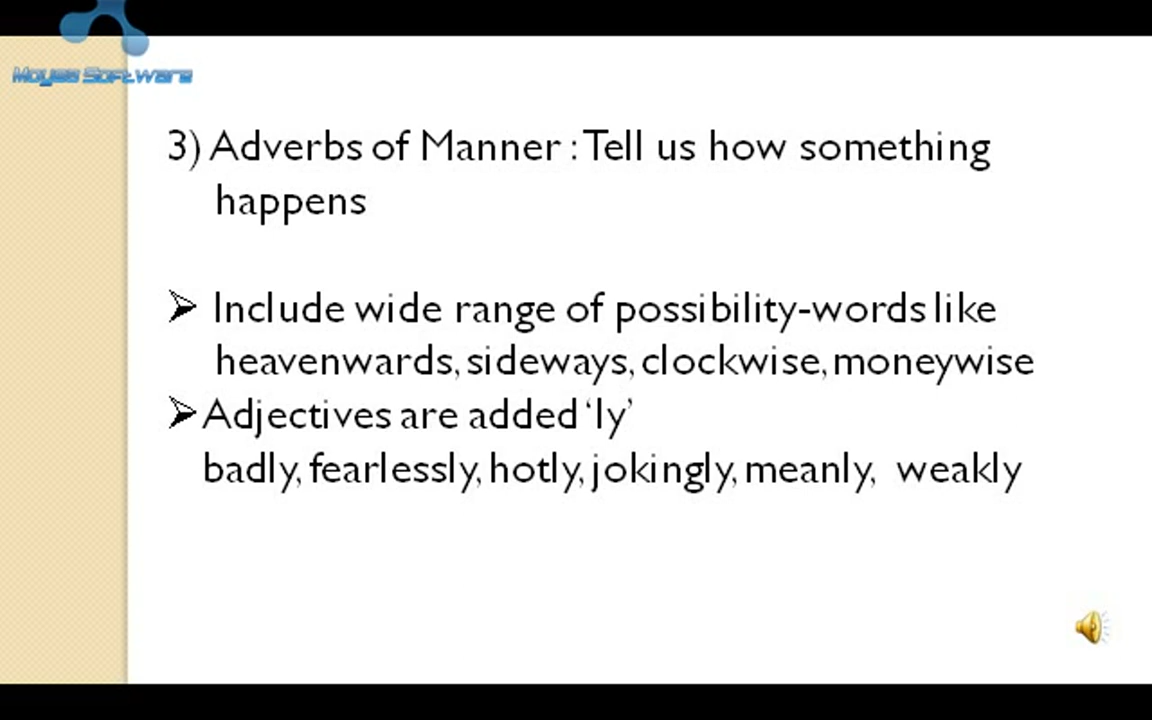 Moyea Software
3) Adverbs of Manner : Tell us how something
happens
Include wide range of possibility-words like
heavenwards, sideways, clockwise, moneywise
Adjectives are added ‘ly’
badly, fearlessly, hotly, jokingly, meanly, weakly